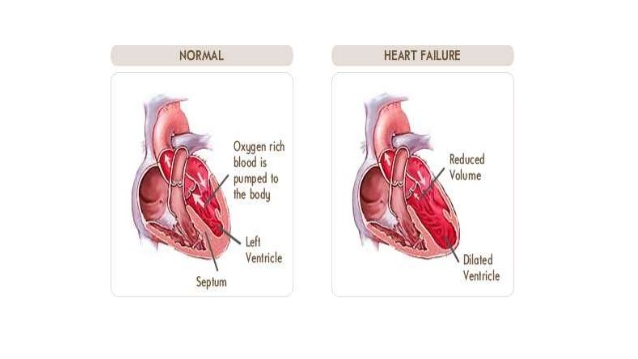 NORMAL
Oxygen rich
blood is
pumped to
the body
Left
Ventricle
Septum
HEART FAILURE
Reduced
Volume
Dilated
Ventricle